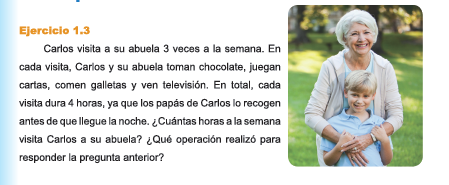 Ejercicio 1.3
Carlos visita a su abuela 3 veces a la semana. En
cada visita, Carlos y su abuela toman chocolate, juegan
cartas, comen galletas y ven televisión. En total, cada
visita dura 4 horas, ya que los papás de Carlos lo recogen
antes de que llegue la noche. ¿Cuántas horas a la semana
visita Carlos a su abuela? ¿Qué operación realizó para
responder la pregunta anterior?